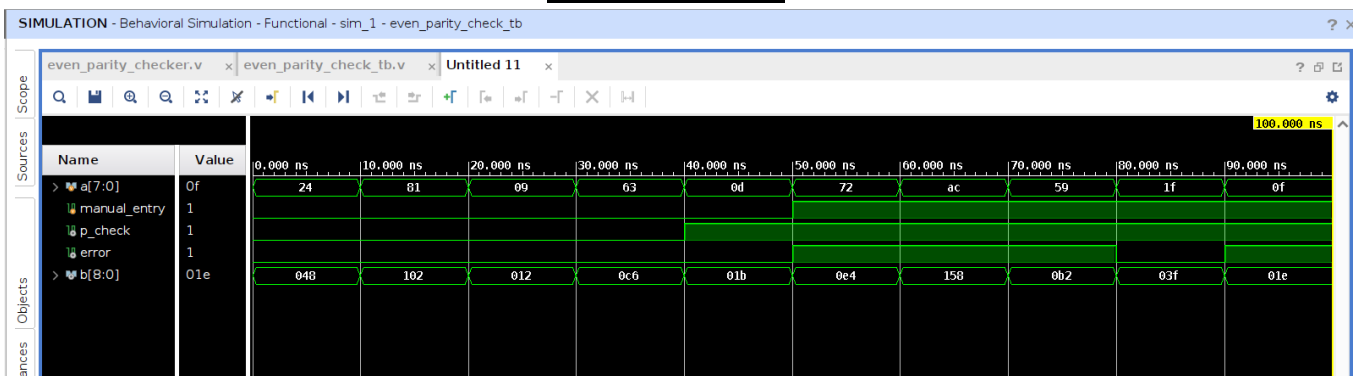 SIMULATION - Behavioral Simulation - Functional - sim_1 - even_parity_check_tb ? ×
even_parity_checker.v × even_parity_check_tb.v × Untitled 11 × ?
Scope
Sources
Objects
ances
100.000 ns
Name Value 0.000 ns 10.000 ns 20.000 ns 30.000 ns 40.000 ns 50.000 ns 60.000 ns 70.000 ns 80.000 ns 90.000 ns
> a[7:0] 0f 24 81 09 63 0d 72 ac 59 1f 0f
manual_entry 1
p_check 1
error 1
> b[8:0] 01e 048 102 012 0c6 01b 0e4 158 0b2 03f 01e